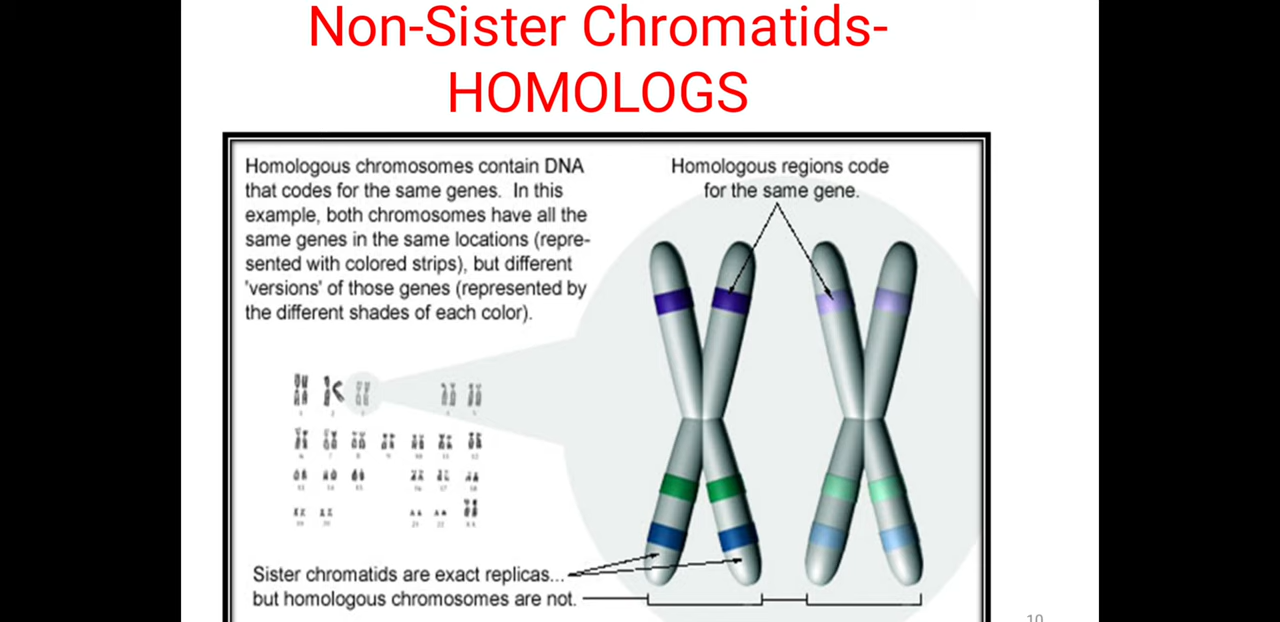 Non-Sister Chromatids-
HOMOLOGS
Homologous chromosomes contain DNA
that codes for the same genes. In this
example, both chromosomes have all the
same genes in the same locations (repre-
sented with colored strips), but different
'versions' of those genes (represented by
the different shades of each color).
Homologous regions code
for the same gene.
Sister chromatids are exact replicas...
but homologous chromosomes are not.